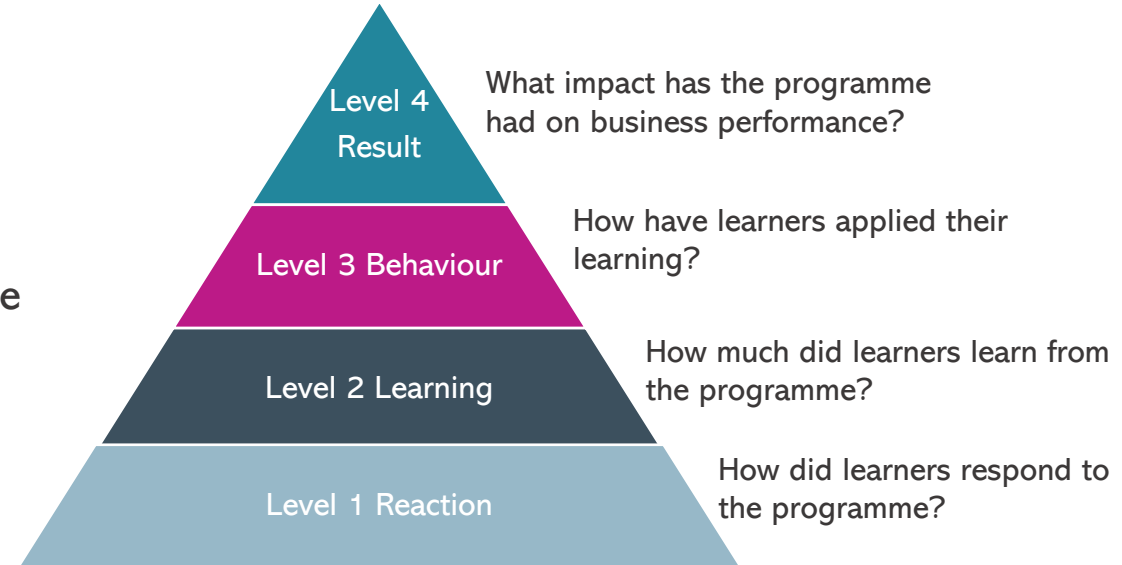 Level 4
Result
What impact has the programme
had on business performance?
Level 3 Behaviour
How have learners applied their
learning?
e
Level 2 Learning
How much did learners learn from
the programme?
Level 1 Reaction
How did learners respond to
the programme?